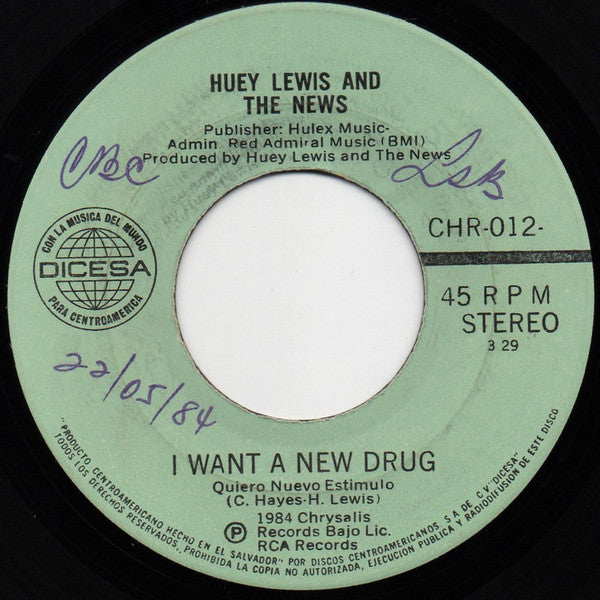 HUEY LEWIS AND
THE NEWS
Publisher: Hulex Music-
Admin. Red Admiral Music (BMI)
Produced by Huey Lewis and The News
CBC
LSB
CHR-012-
CON LA MUSICA DEL MUNDO
DICESA
PARA CENTROAMERICA
45 RPM
STEREO
3 29
22/05/84
I WANT A NEW DRUG
Quiero Nuevo Estimulo
(C. Hayes-H. Lewis)
1984 Chrysalis
Ⓟ Records Bajo Lic.
RCA Records
"PRODUCTO CENTROAMERICANO HECHO EN EL SALVADOR" POR DISCOS CENTROAMERICANOS, S.A. DE C.V "DICESA"
TODOS LOS DERECHOS RESERVADOS.. PROHIBIDA LA COPIA NO AUTORIZADA, EJECUCION PUBLICA Y RADIODIFUSION DE ESTE DISCO